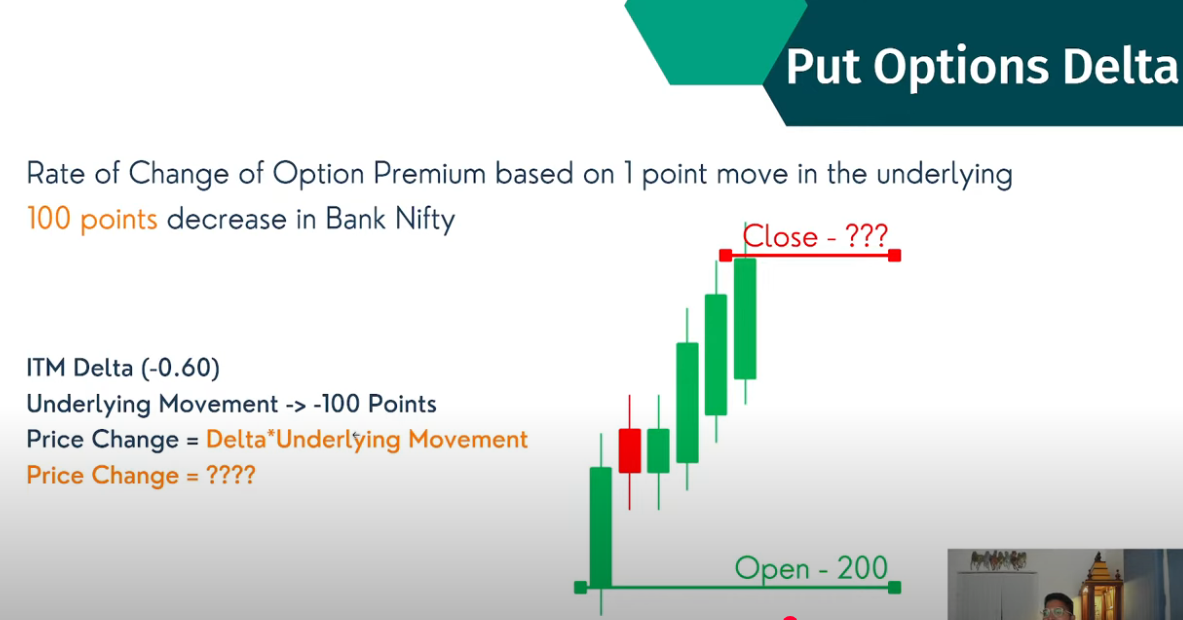 Put Options Delta
Rate of Change of Option Premium based on 1 point move in the underlying
100 points decrease in Bank Nifty
Close - ???
ITM Delta (-0.60)
Underlying Movement -> -100 Points
Price Change = Delta*Underlying Movement
Price Change = ????
Open - 200